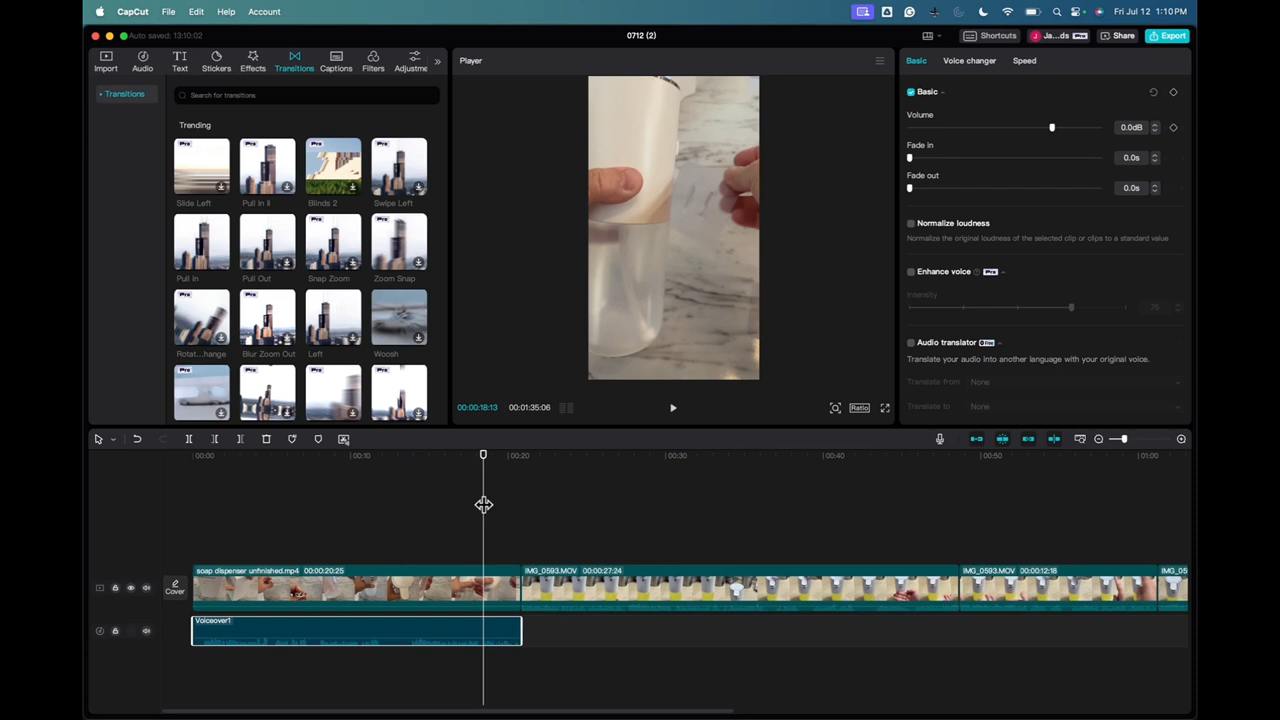 CapCut File Edit Help Account Fri Jul 12 1:10 PM
Auto saved: 13:10:02 0712 (2) Shortcuts Ja...ds Pro Share Export
Import Audio Text Stickers Effects Transitions Captions Filters Adjustme
Player
Basic Voice changer Speed
Transitions
Search for transitions
Trending
Pro Pro Pro
Slide Left Pull In II Blinds 2 Swipe Left
Pro Pro Pro
Pull In Pull Out Snap Zoom Zoom Snap
Pro Pro Pro
Rotat...hange Blur Zoom Out Left Woosh
Pro Pro Pro Pro
Basic
Volume
0.0dB
Fade in
0.0s
Fade out
0.0s
Normalize loudness
Normalize the original loudness of the selected clip or clips to a standard value
Enhance voice Pro
Intensity
75
Audio translator
Translate your audio into another language with your original voice.
Translate from None
Translate to None
00:00:18:13 00:01:35:06 Ratio
00:00 00:10 00:20 00:30 00:40 00:50 01:00
Cover
soap dispenser unfinished.mp4 00:00:20:25 IMG_0593.MOV 00:00:27:24 IMG_0593.MOV 00:00:12:18 IMG_05
Voiceover1